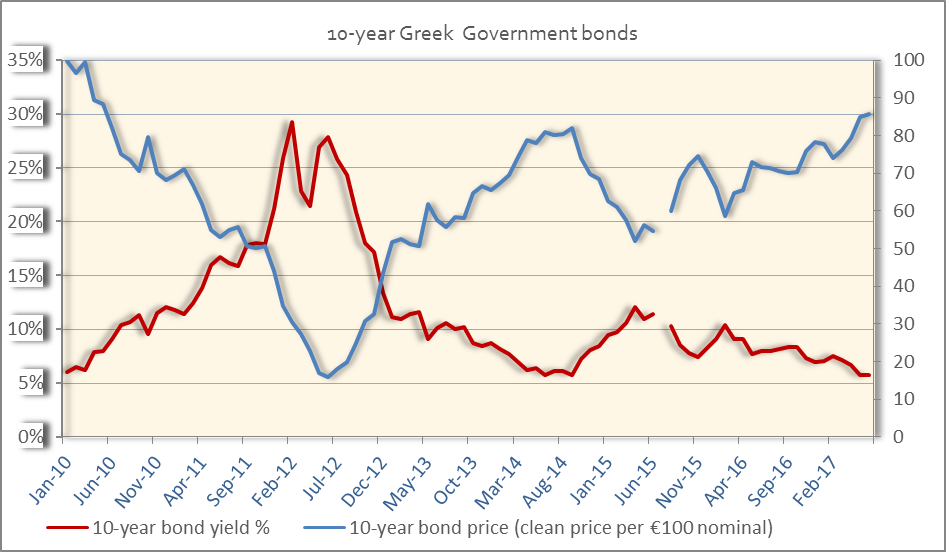 10-year Greek  Government bonds
35%
30%
25%
20%
15%
10%
5%
0%
100
90
80
70
60
50
40
30
20
10
0
Jan-10
Jun-10
Nov-10
Apr-11
Sep-11
Feb-12
Jul-12
Dec-12
May-13
Oct-13
Mar-14
Aug-14
Jan-15
Jun-15
Nov-15
Apr-16
Sep-16
Feb-17
10-year bond yield %
10-year bond price (clean price per €100 nominal)